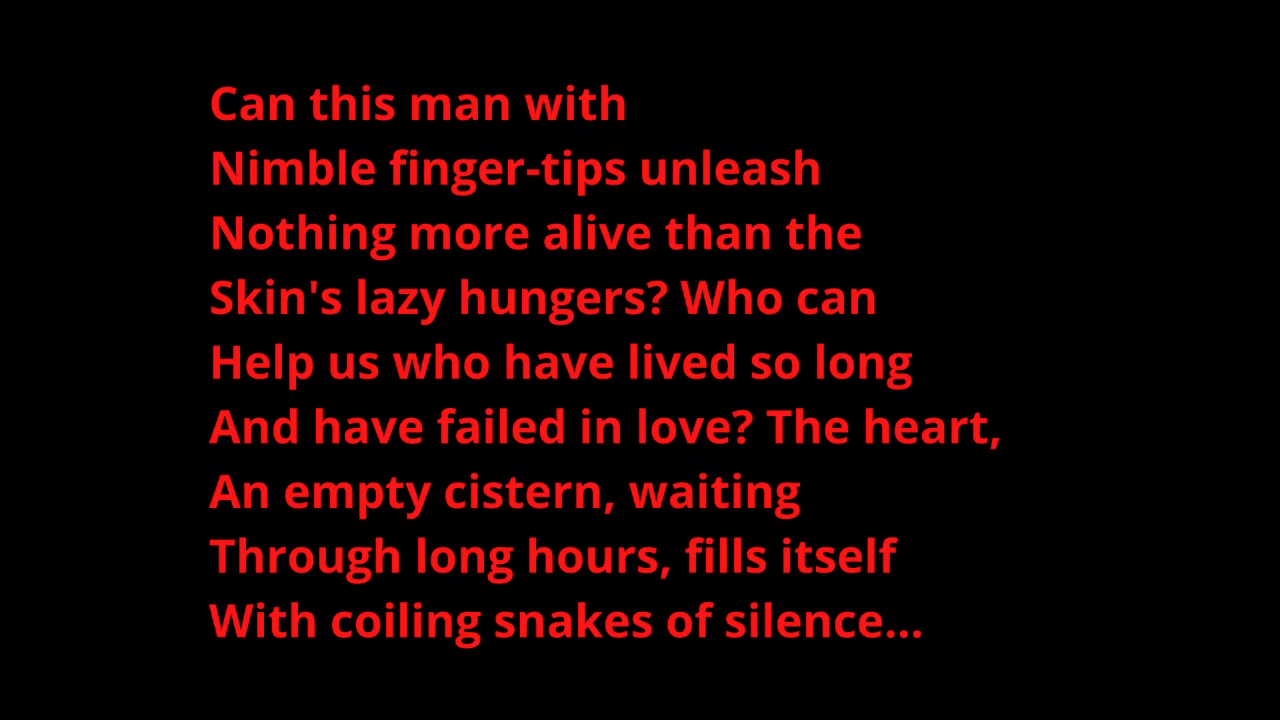 Can this man with
Nimble finger-tips unleash
Nothing more alive than the
Skin's lazy hungers? Who can
Help us who have lived so long
And have failed in love? The heart,
An empty cistern, waiting
Through long hours, fills itself
With coiling snakes of silence...